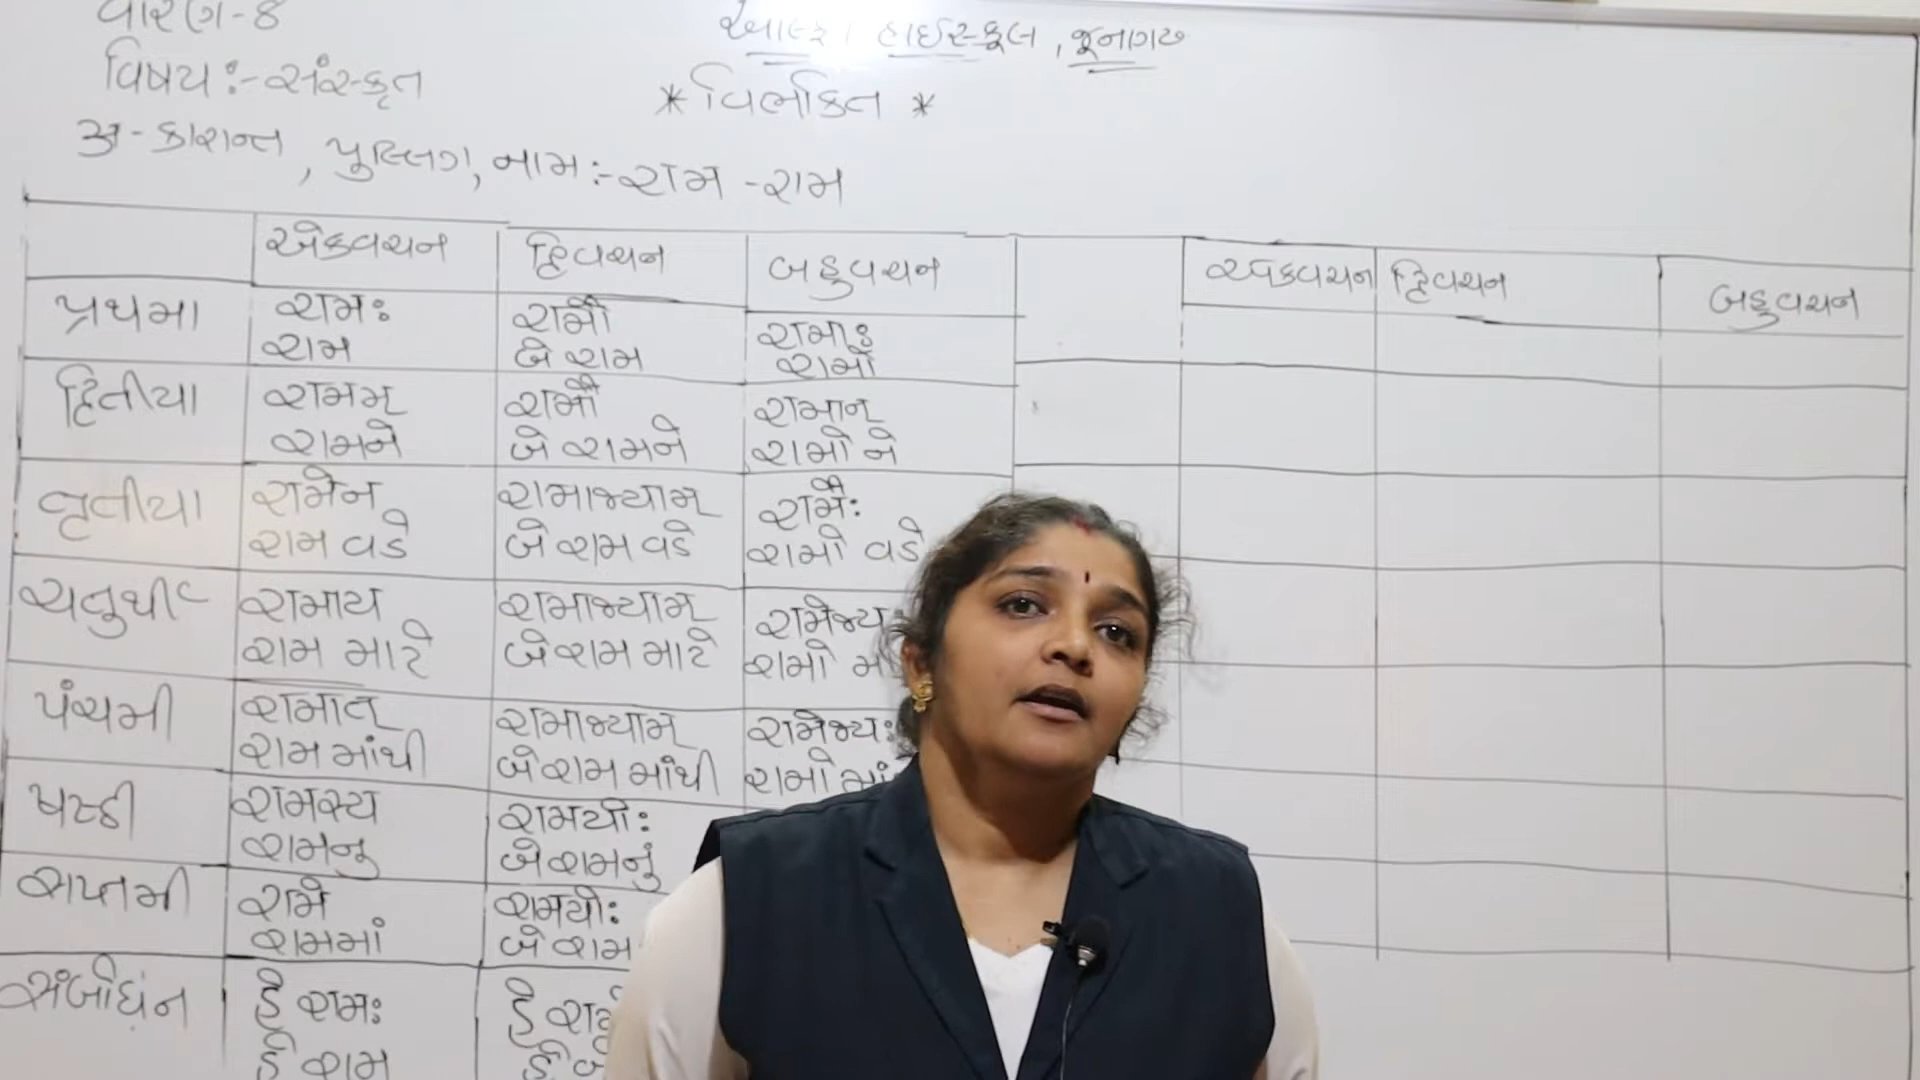 ધોરણ-8
વિષય:-સંસ્કૃત
હાઇસ્કૂલ, જૂનાગઢ
* વિભકિત *
अ-કારાન્ત, પુલ્લિગ, નામ:-રામ -રામ
એકવચન દ્વિવચન બહુવચન
એકવચન દ્વિવચન બહુવચન
પ્રથમા રામ: રામૌ રામા:
રામ બે રામ રામો
દ્વિતીયા રામમ્ રામૌ રામાન્
રામને બે રામને રામો ને
તૃતીયા રામેન રામાભ્યામ્ રામૈ:
રામ વડે બે રામ વડે રામો વડે
ચતુર્થી રામાય રામાભ્યામ્ રામેભ્ય
રામ માટે બે રામ માટે રામો મા
પંચમી રામાત્ રામાભ્યામ્ રામેભ્ય:
રામ માંથી બે રામ માંથી રામો માં
ષષ્ઠી રામસ્ય રામયો:
રામનુ બે રામનું
સપ્તમી રામે રામયો:
રામમાં બે રામ
સંબોધન હે રામ: હે
હે રામ હે